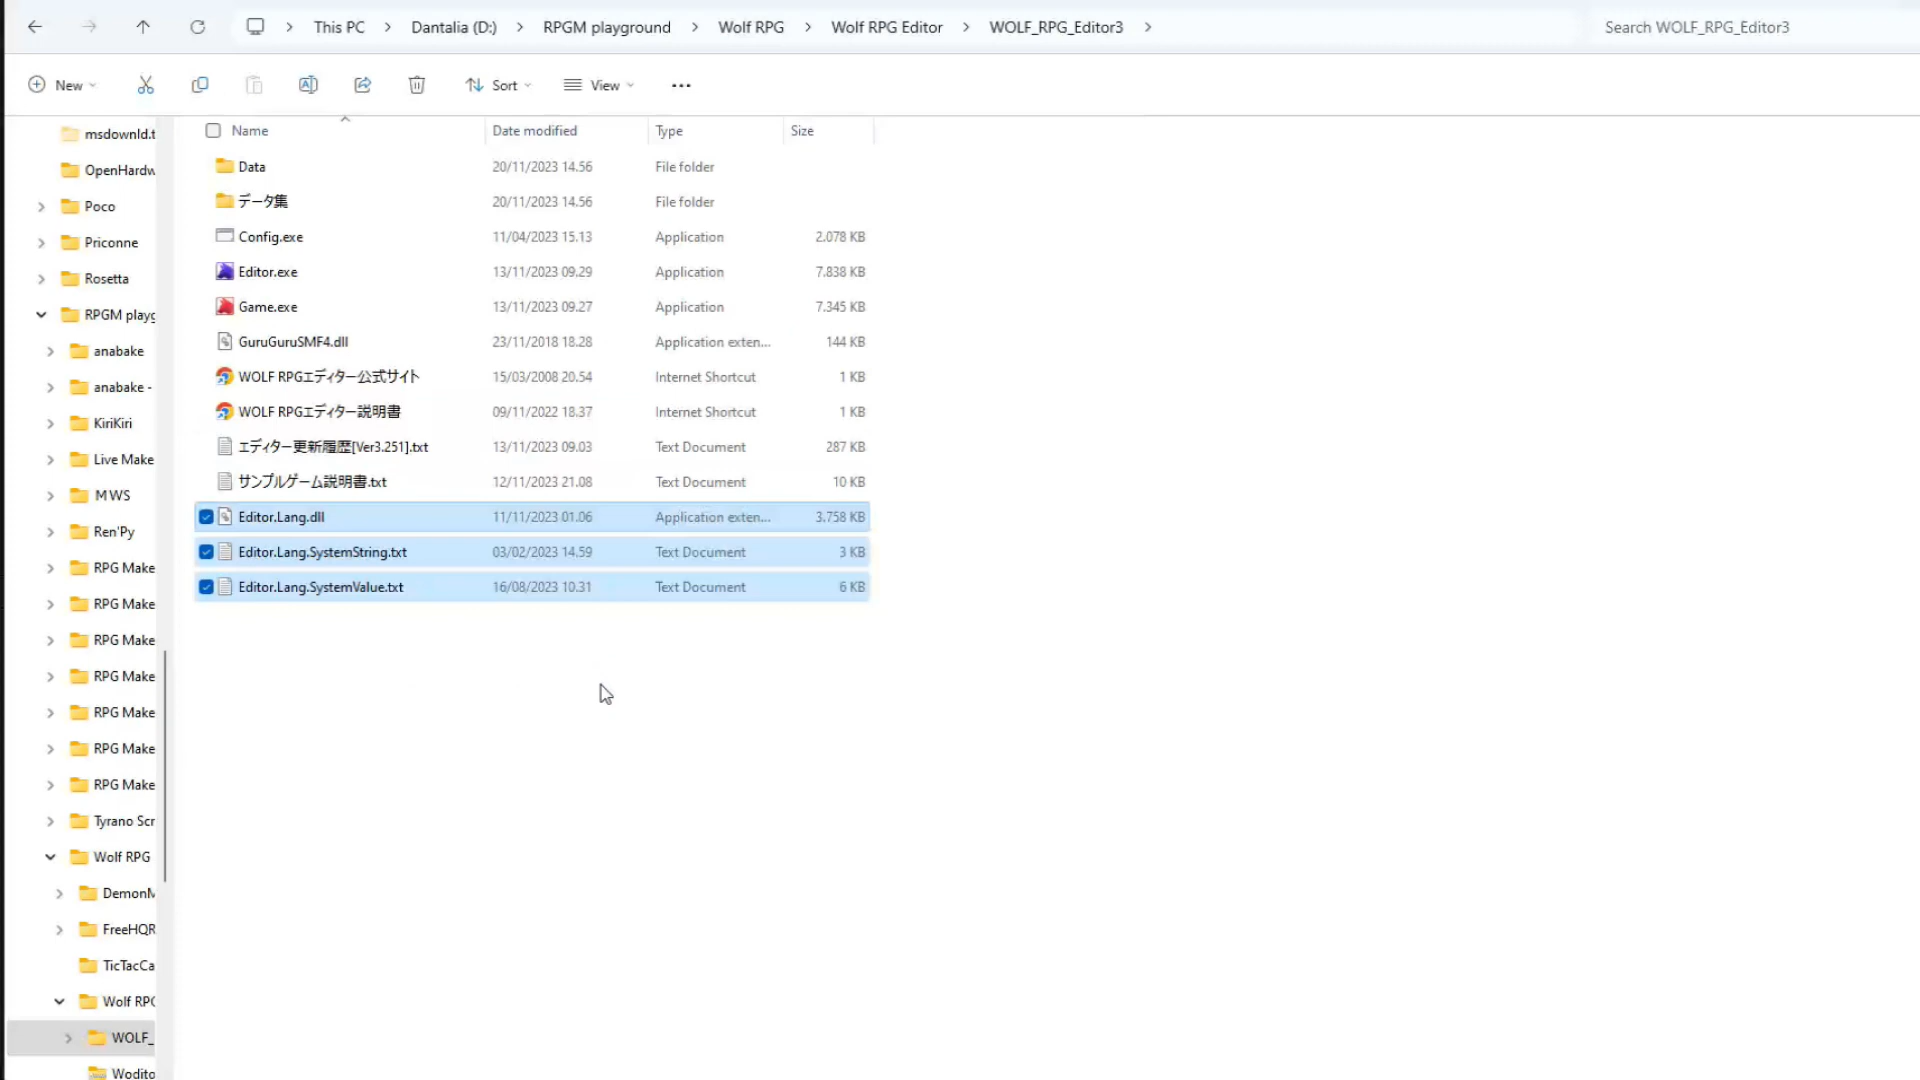 This PC > Dantalia (D:) > RPGM playground > Wolf RPG > Wolf RPG Editor > WOLF_RPG_Editor3 > Search WOLF_RPG_Editor3
New Sort View
Name Date modified Type Size
Data 20/11/2023 14.56 File folder
データ集 20/11/2023 14.56 File folder
Config.exe 11/04/2023 15.13 Application 2.078 KB
Editor.exe 13/11/2023 09.29 Application 7.838 KB
Game.exe 13/11/2023 09.27 Application 7.345 KB
GuruGuruSMF4.dll 23/11/2018 18.28 Application exten... 144 KB
WOLF RPGエディター公式サイト 15/03/2008 20.54 Internet Shortcut 1 KB
WOLF RPGエディター説明書 09/11/2022 18.37 Internet Shortcut 1 KB
エディター更新履歴[Ver3.251].txt 13/11/2023 09.03 Text Document 287 KB
サンプルゲーム説明書.txt 12/11/2023 21.08 Text Document 10 KB
Editor.Lang.dll 11/11/2023 01.06 Application exten... 3.758 KB
Editor.Lang.SystemString.txt 03/02/2023 14.59 Text Document 3 KB
Editor.Lang.SystemValue.txt 16/08/2023 10.31 Text Document 6 KB
msdownld.t
OpenHardw
Poco
Priconne
Rosetta
RPGM playg
anabake
anabake -
KiriKiri
Live Make
MWS
Ren'Py
RPG Make
RPG Make
RPG Make
RPG Make
RPG Make
RPG Make
RPG Make
Tyrano Scr
Wolf RPG
DemonM
FreeHQR
TicTacCa
Wolf RPG
WOLF_
Wodito